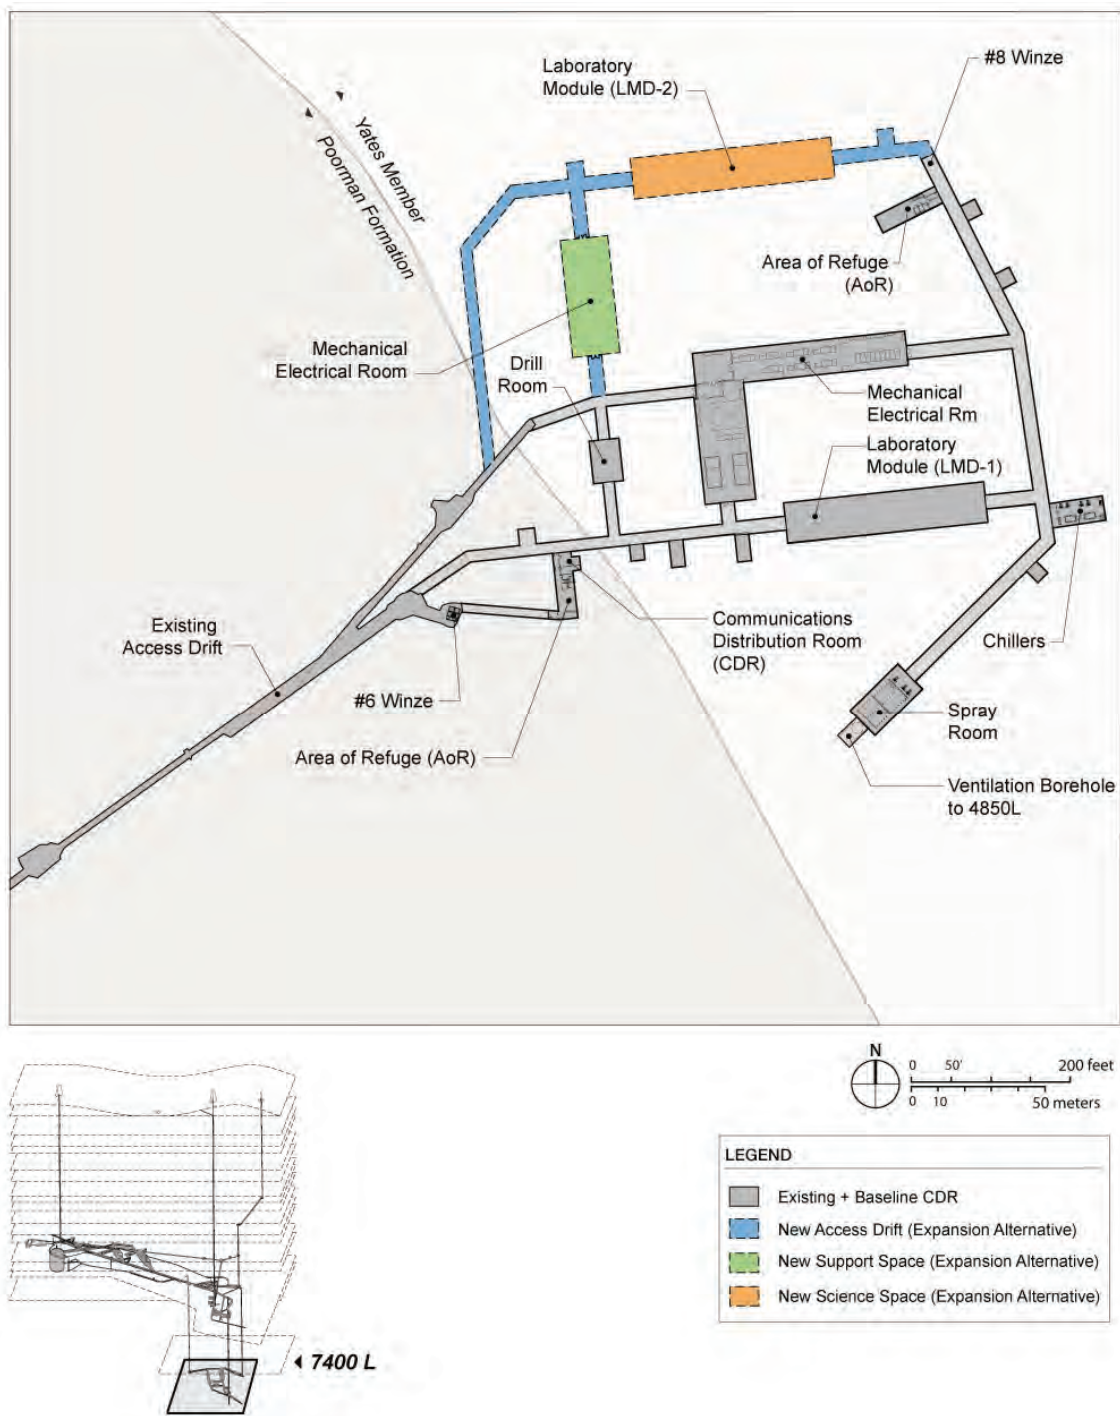 #8 Winze
Laboratory
Module (LMD-2)
Yates Member
Poorman Formation
Area of Refuge
(AoR)
Mechanical
Electrical Room
Drill
Room
Mechanical
Electrical Rm
Laboratory
Module (LMD-1)
Existing
Access Drift
Communications
Distribution Room
(CDR)
Chillers
#6 Winze
Spray
Room
Area of Refuge (AoR)
Ventilation Borehole
to 4850L
N
0 50' 200 feet
0 10 50 meters
LEGEND
Existing + Baseline CDR
New Access Drift (Expansion Alternative)
New Support Space (Expansion Alternative)
New Science Space (Expansion Alternative)
7400 L